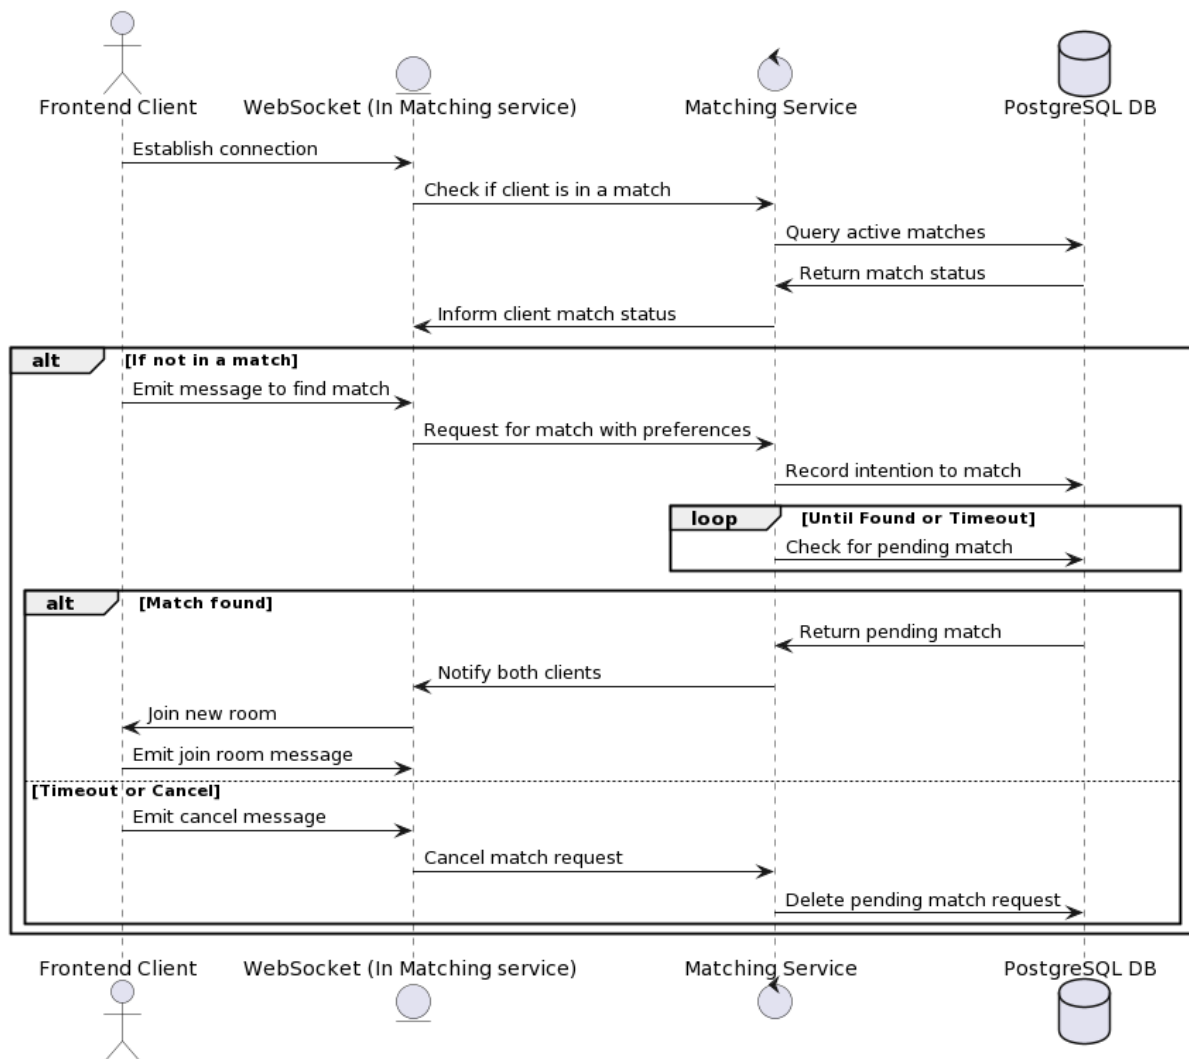 Frontend Client
WebSocket (In Matching service)
Matching Service
PostgreSQL DB
Establish connection
Check if client is in a match
Query active matches
Return match status
Inform client match status
alt
[If not in a match]
Emit message to find match
Request for match with preferences
Record intention to match
loop
[Until Found or Timeout]
Check for pending match
alt
[Match found]
Return pending match
Notify both clients
Join new room
Emit join room message
[Timeout or Cancel]
Emit cancel message
Cancel match request
Delete pending match request
Frontend Client
WebSocket (In Matching service)
Matching Service
PostgreSQL DB